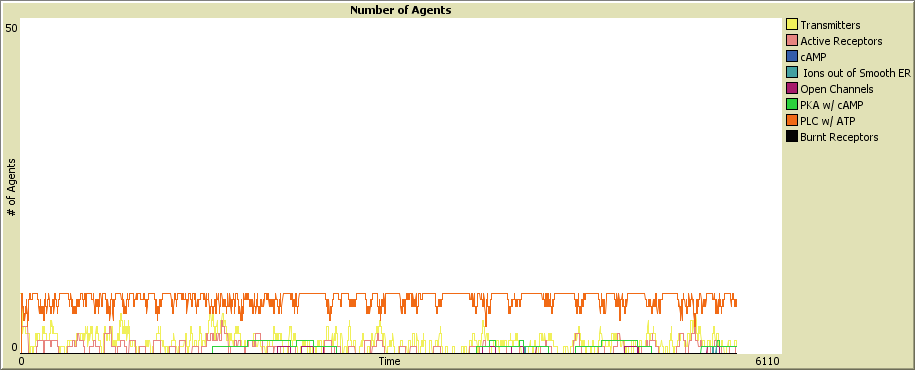 Number of Agents
50
# of Agents
0
0
Time
6110
Transmitters
Active Receptors
cAMP
Ions out of Smooth ER
Open Channels
PKA w/ cAMP
PLC w/ ATP
Burnt Receptors